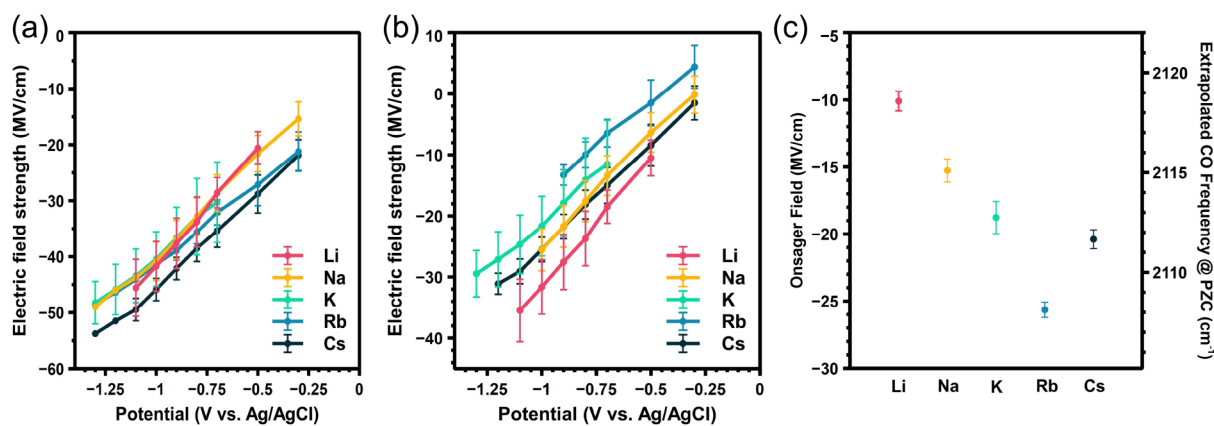 (a)
Electric field strength (MV/cm)
0
−10
−20
−30
−40
−50
−60
−1.25
−1
−0.75
−0.50
−0.25
0
Potential (V vs. Ag/AgCl)
Li
Na
K
Rb
Cs
(b)
Electric field strength (MV/cm)
10
0
−10
−20
−30
−40
−1.25
−1
−0.75
−0.50
−0.25
0
Potential (V vs. Ag/AgCl)
Li
Na
K
Rb
Cs
(c)
Onsager Field (MV/cm)
−5
−10
−15
−20
−25
−30
Li
Na
K
Rb
Cs
2120
2115
2110
Extrapolated CO Frequency @ PZC (cm⁻¹)